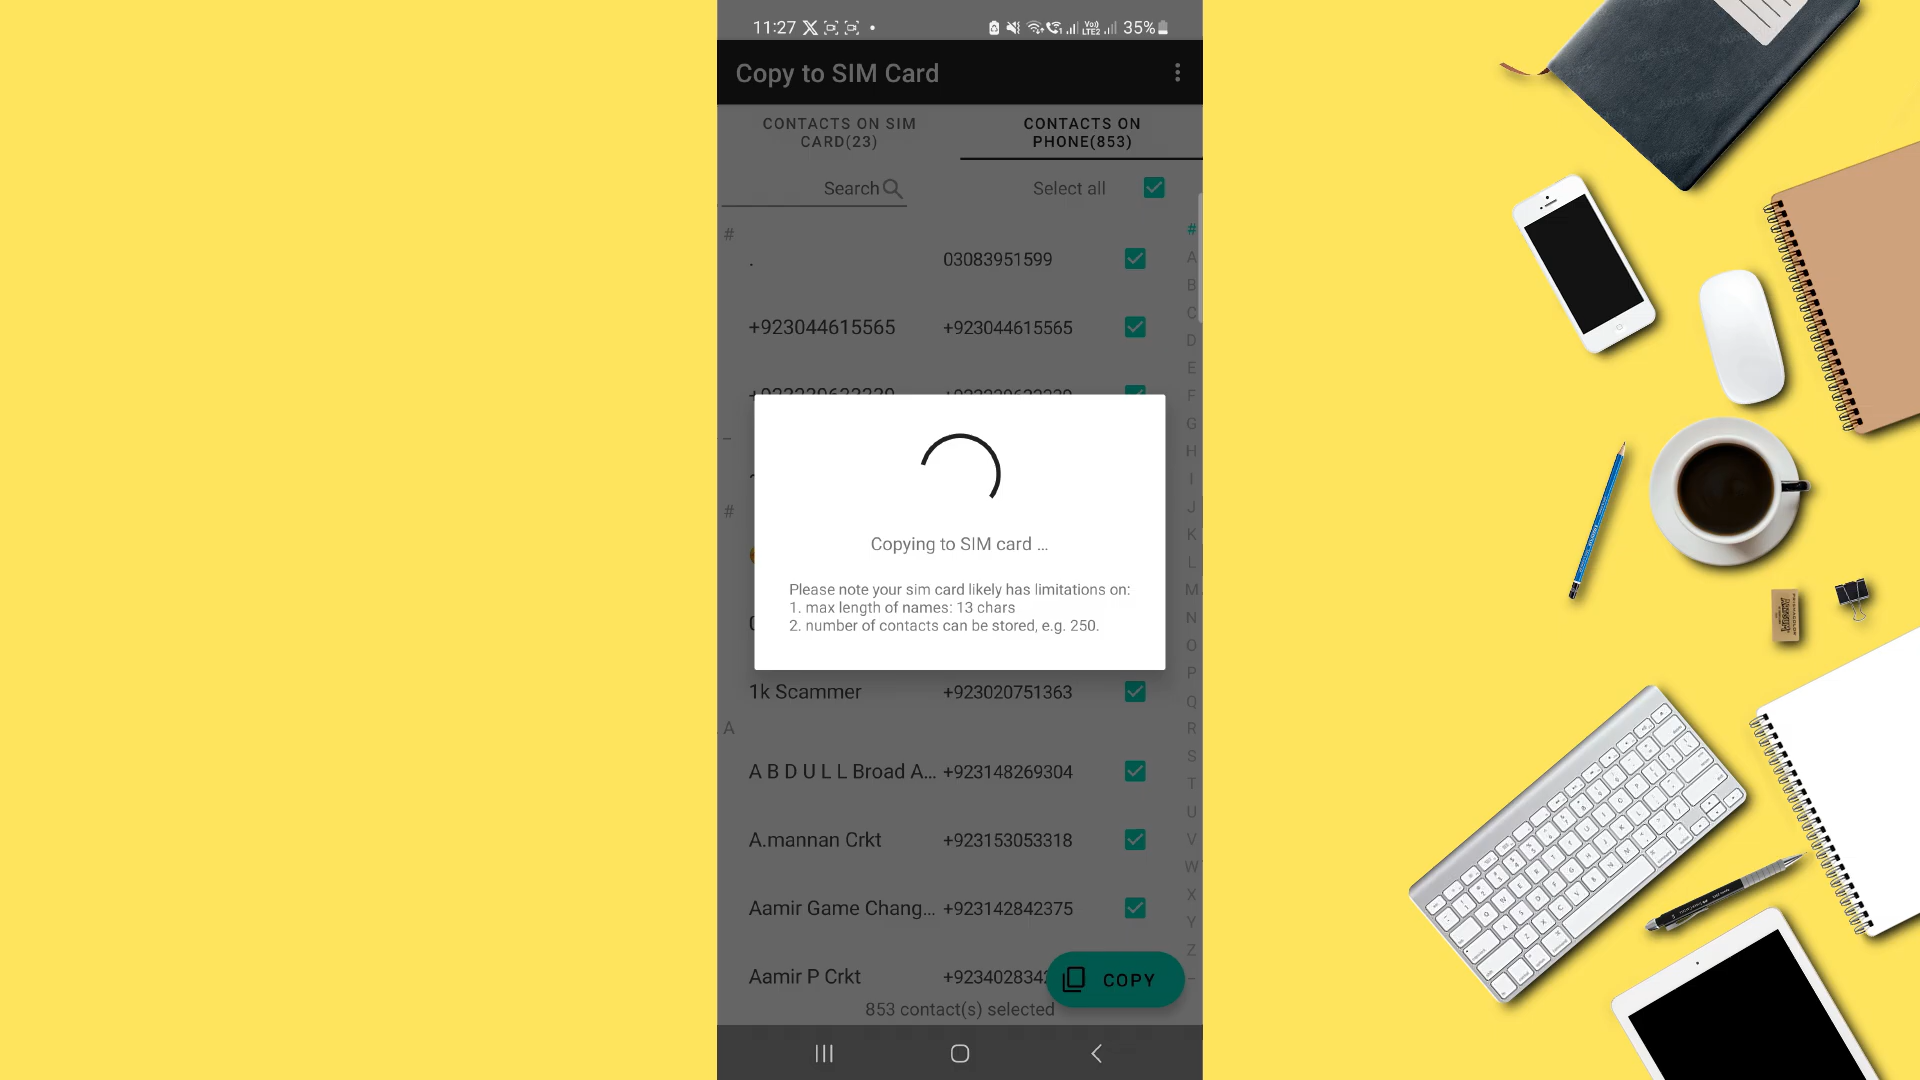 11:27
Vo)) LTE2 35%
Copy to SIM Card
CONTACTS ON SIM CARD(23)
CONTACTS ON PHONE(853)
Search
Select all
#
. 03083951599
+923044615565 +923044615565
#
Copying to SIM card ...
Please note your sim card likely has limitations on:
1. max length of names: 13 chars
2. number of contacts can be stored, e.g. 250.
1k Scammer +923020751363
A
A B D U L L Broad A... +923148269304
A.mannan Crkt +923153053318
Aamir Game Chang... +923142842375
Aamir P Crkt +9234028342
COPY
853 contact(s) selected
#
A
B
C
D
E
F
G
H
I
J
K
L
M
N
O
P
Q
R
S
T
U
V
W
X
Y
Z